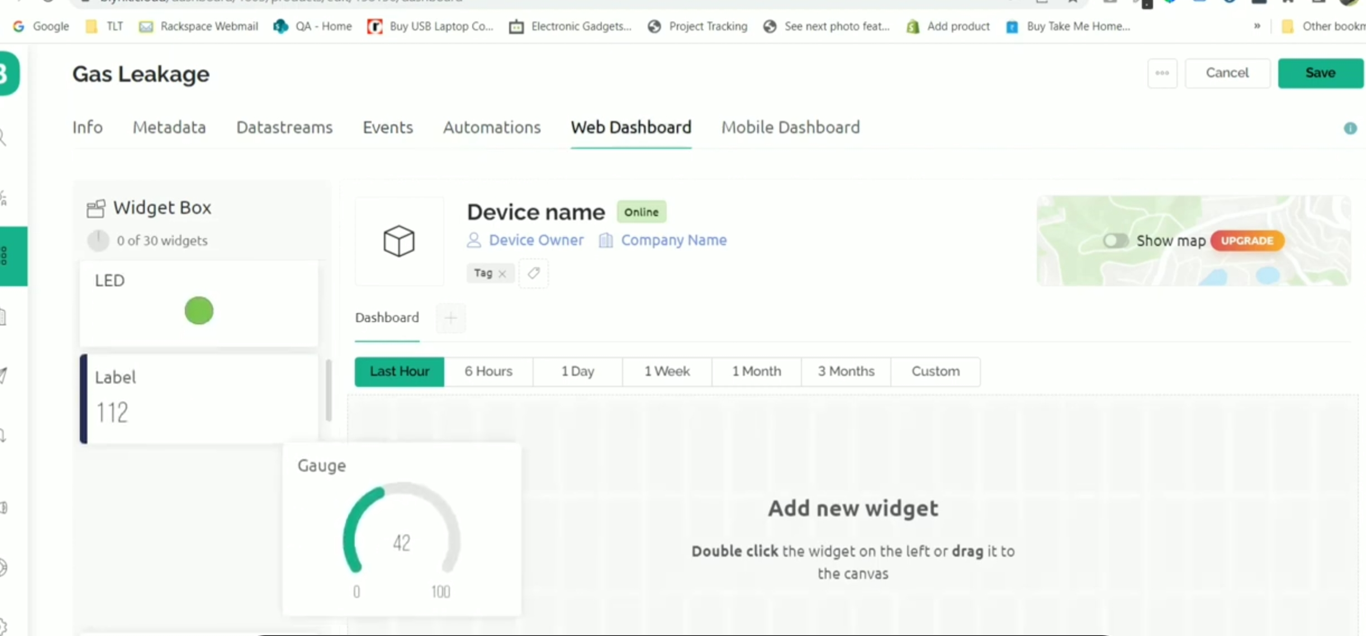 Google TLT Rackspace Webmail QA - Home Buy USB Laptop Co... Electronic Gadgets... Project Tracking See next photo feat... Add product Buy Take Me Home... » Other bookm
Gas Leakage
Cancel Save
Info Metadata Datastreams Events Automations Web Dashboard Mobile Dashboard
Widget Box
0 of 30 widgets
LED
Label
112
Gauge
42
0 100
Device name Online
Device Owner Company Name
Tag ×
Show map UPGRADE
Dashboard +
Last Hour 6 Hours 1 Day 1 Week 1 Month 3 Months Custom
Add new widget
Double click the widget on the left or drag it to
the canvas